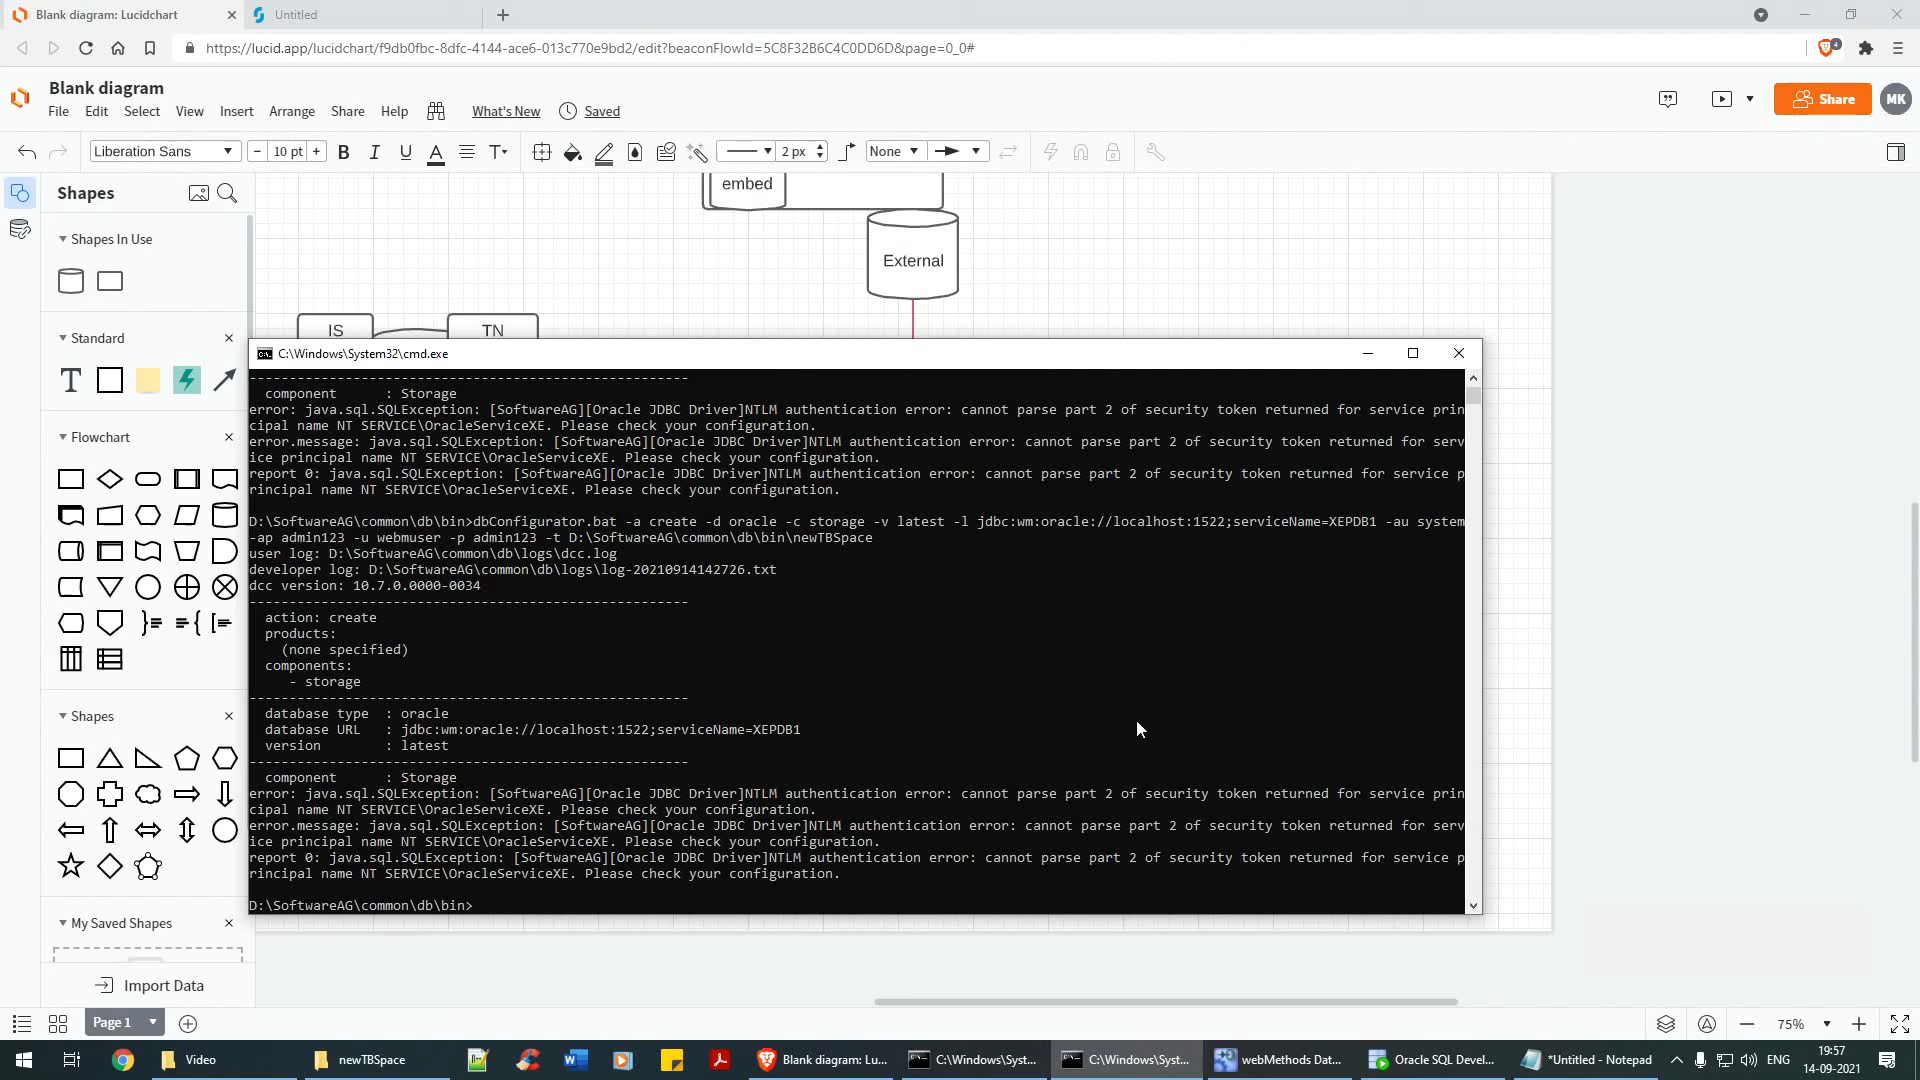 Blank diagram: Lucidchart
Untitled
https://lucid.app/lucidchart/f9db0fbc-8dfc-4144-ace6-013c770e9bd2/edit?beaconFlowId=5C8F32B6C4C0DD6D&page=0_0#
4
Blank diagram
File Edit Select View Insert Arrange Share Help What's New Saved
Share
MK
Liberation Sans
- 10 pt +
B I U A T
2 px
None
Shapes
Shapes In Use
Standard
T
Flowchart
Shapes
My Saved Shapes
Import Data
embed
External
IS
TN
C:\Windows\System32\cmd.exe
-------------------------------------------------------
component : Storage
error: java.sql.SQLException: [SoftwareAG][Oracle JDBC Driver]NTLM authentication error: cannot parse part 2 of security token returned for service prin
cipal name NT SERVICE\OracleServiceXE. Please check your configuration.
error.message: java.sql.SQLException: [SoftwareAG][Oracle JDBC Driver]NTLM authentication error: cannot parse part 2 of security token returned for serv
ice principal name NT SERVICE\OracleServiceXE. Please check your configuration.
report 0: java.sql.SQLException: [SoftwareAG][Oracle JDBC Driver]NTLM authentication error: cannot parse part 2 of security token returned for service p
rincipal name NT SERVICE\OracleServiceXE. Please check your configuration.
D:\SoftwareAG\common\db\bin>dbConfigurator.bat -a create -d oracle -c storage -v latest -l jdbc:wm:oracle://localhost:1522;serviceName=XEPDB1 -au system
-ap admin123 -u webmuser -p admin123 -t D:\SoftwareAG\common\db\bin\newTBSpace
user log: D:\SoftwareAG\common\db\logs\dcc.log
developer log: D:\SoftwareAG\common\db\logs\log-20210914142726.txt
dcc version: 10.7.0.0000-0034
-------------------------------------------------------
action: create
products:
(none specified)
components:
- storage
-------------------------------------------------------
database type : oracle
database URL : jdbc:wm:oracle://localhost:1522;serviceName=XEPDB1
version : latest
-------------------------------------------------------
component : Storage
error: java.sql.SQLException: [SoftwareAG][Oracle JDBC Driver]NTLM authentication error: cannot parse part 2 of security token returned for service prin
cipal name NT SERVICE\OracleServiceXE. Please check your configuration.
error.message: java.sql.SQLException: [SoftwareAG][Oracle JDBC Driver]NTLM authentication error: cannot parse part 2 of security token returned for serv
ice principal name NT SERVICE\OracleServiceXE. Please check your configuration.
report 0: java.sql.SQLException: [SoftwareAG][Oracle JDBC Driver]NTLM authentication error: cannot parse part 2 of security token returned for service p
rincipal name NT SERVICE\OracleServiceXE. Please check your configuration.
D:\SoftwareAG\common\db\bin>
Page 1
75%
Video
newTBSpace
Blank diagram: Lu...
C:\Windows\Syst...
C:\Windows\Syst...
webMethods Dat...
Oracle SQL Devel...
*Untitled - Notepad
ENG
19:57
14-09-2021